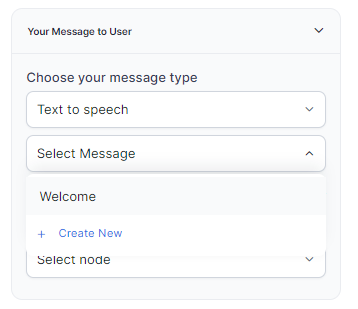 Your Message to User
Choose your message type
Text to speech
Select Message
Welcome
+ Create New
Select node